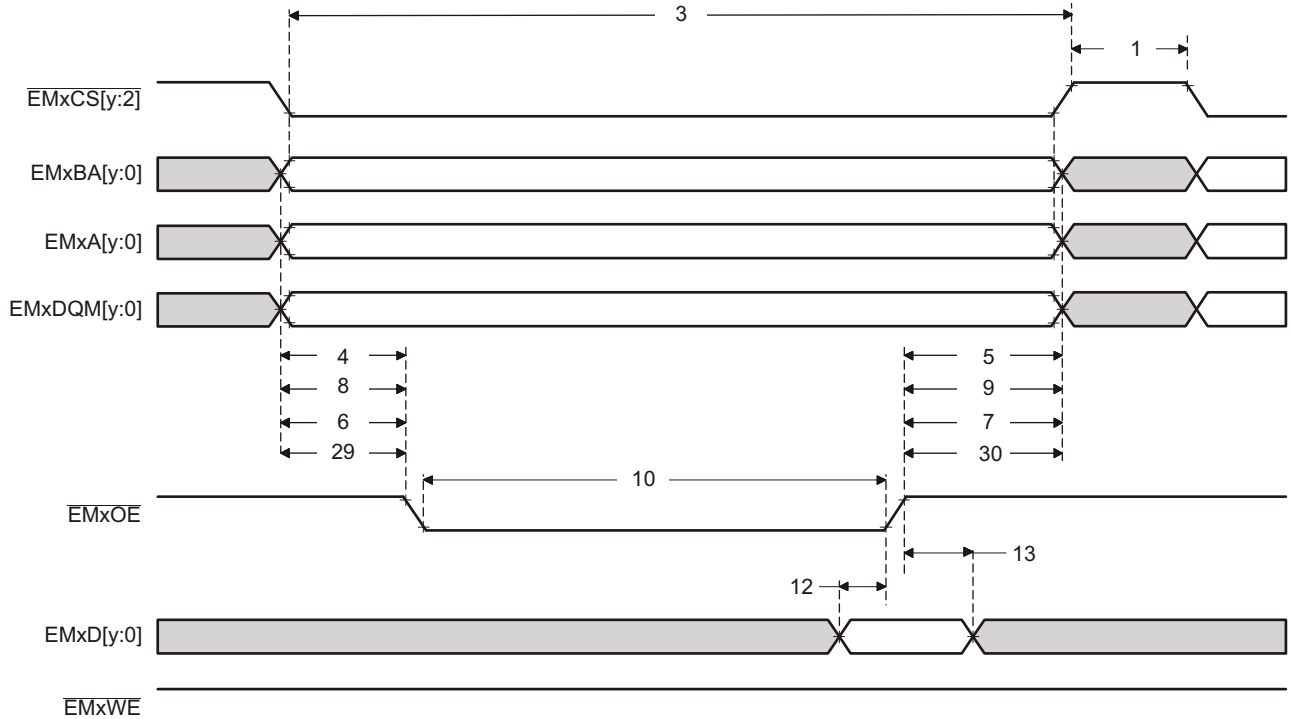 3
1
EMxCS[y:2]
EMxBA[y:0]
EMxA[y:0]
EMxDQM[y:0]
4 5
8 9
6 7
29 30
10
EMxOE
13
12
EMxD[y:0]
EMxWE